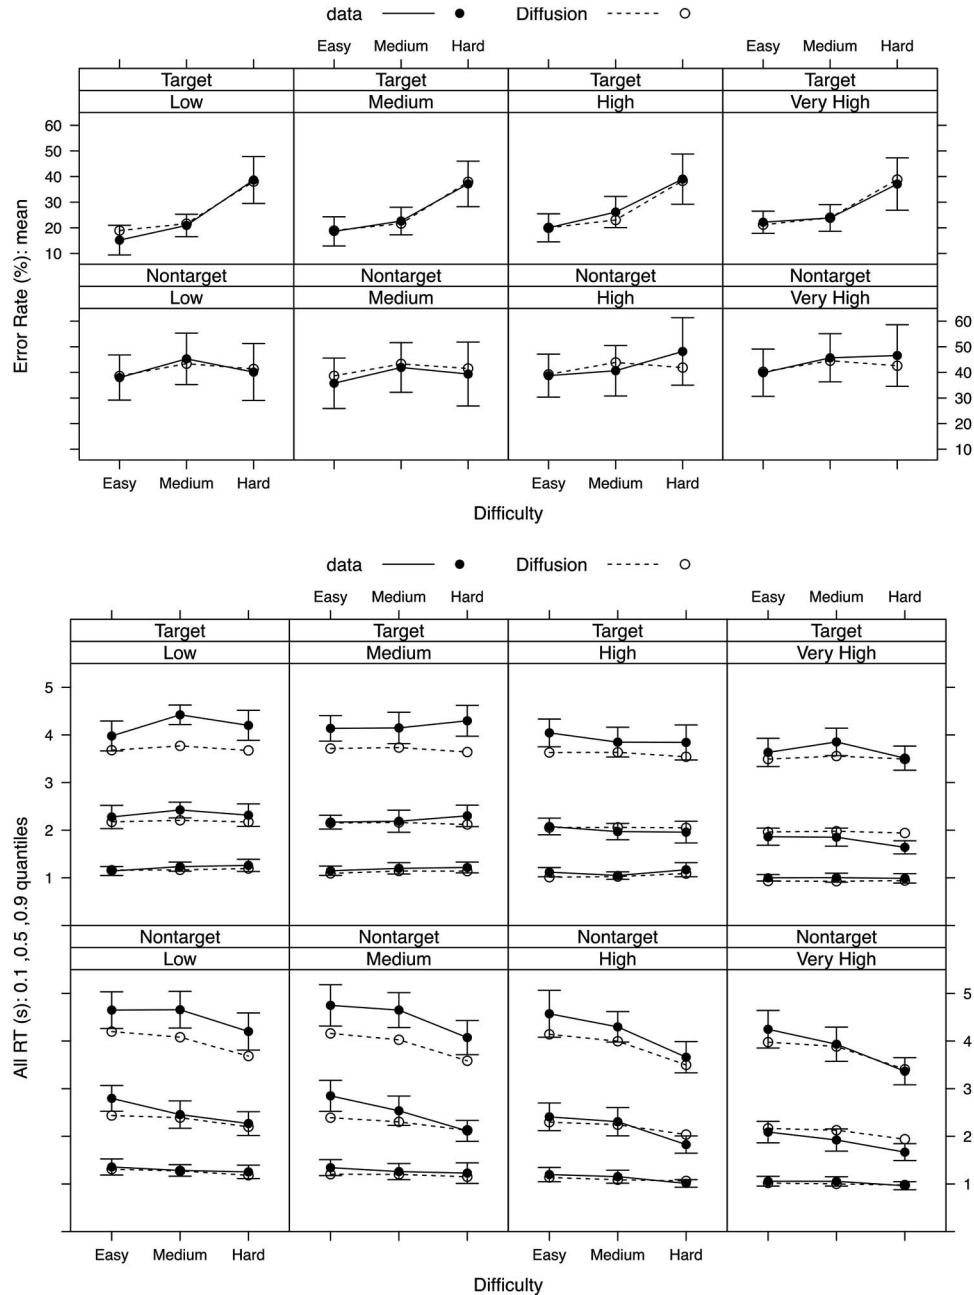 data Diffusion
Easy Medium Hard Easy Medium Hard
Target Target Target Target
Low Medium High Very High
60
50
40
30
20
10
Error Rate (%): mean
Nontarget Nontarget Nontarget Nontarget
Low Medium High Very High
60
50
40
30
20
10
Easy Medium Hard Easy Medium Hard
Difficulty
data Diffusion
Easy Medium Hard Easy Medium Hard
Target Target Target Target
Low Medium High Very High
5
4
3
2
1
All RT (s): 0.1 ,0.5 ,0.9 quantiles
Nontarget Nontarget Nontarget Nontarget
Low Medium High Very High
5
4
3
2
1
Easy Medium Hard Easy Medium Hard
Difficulty